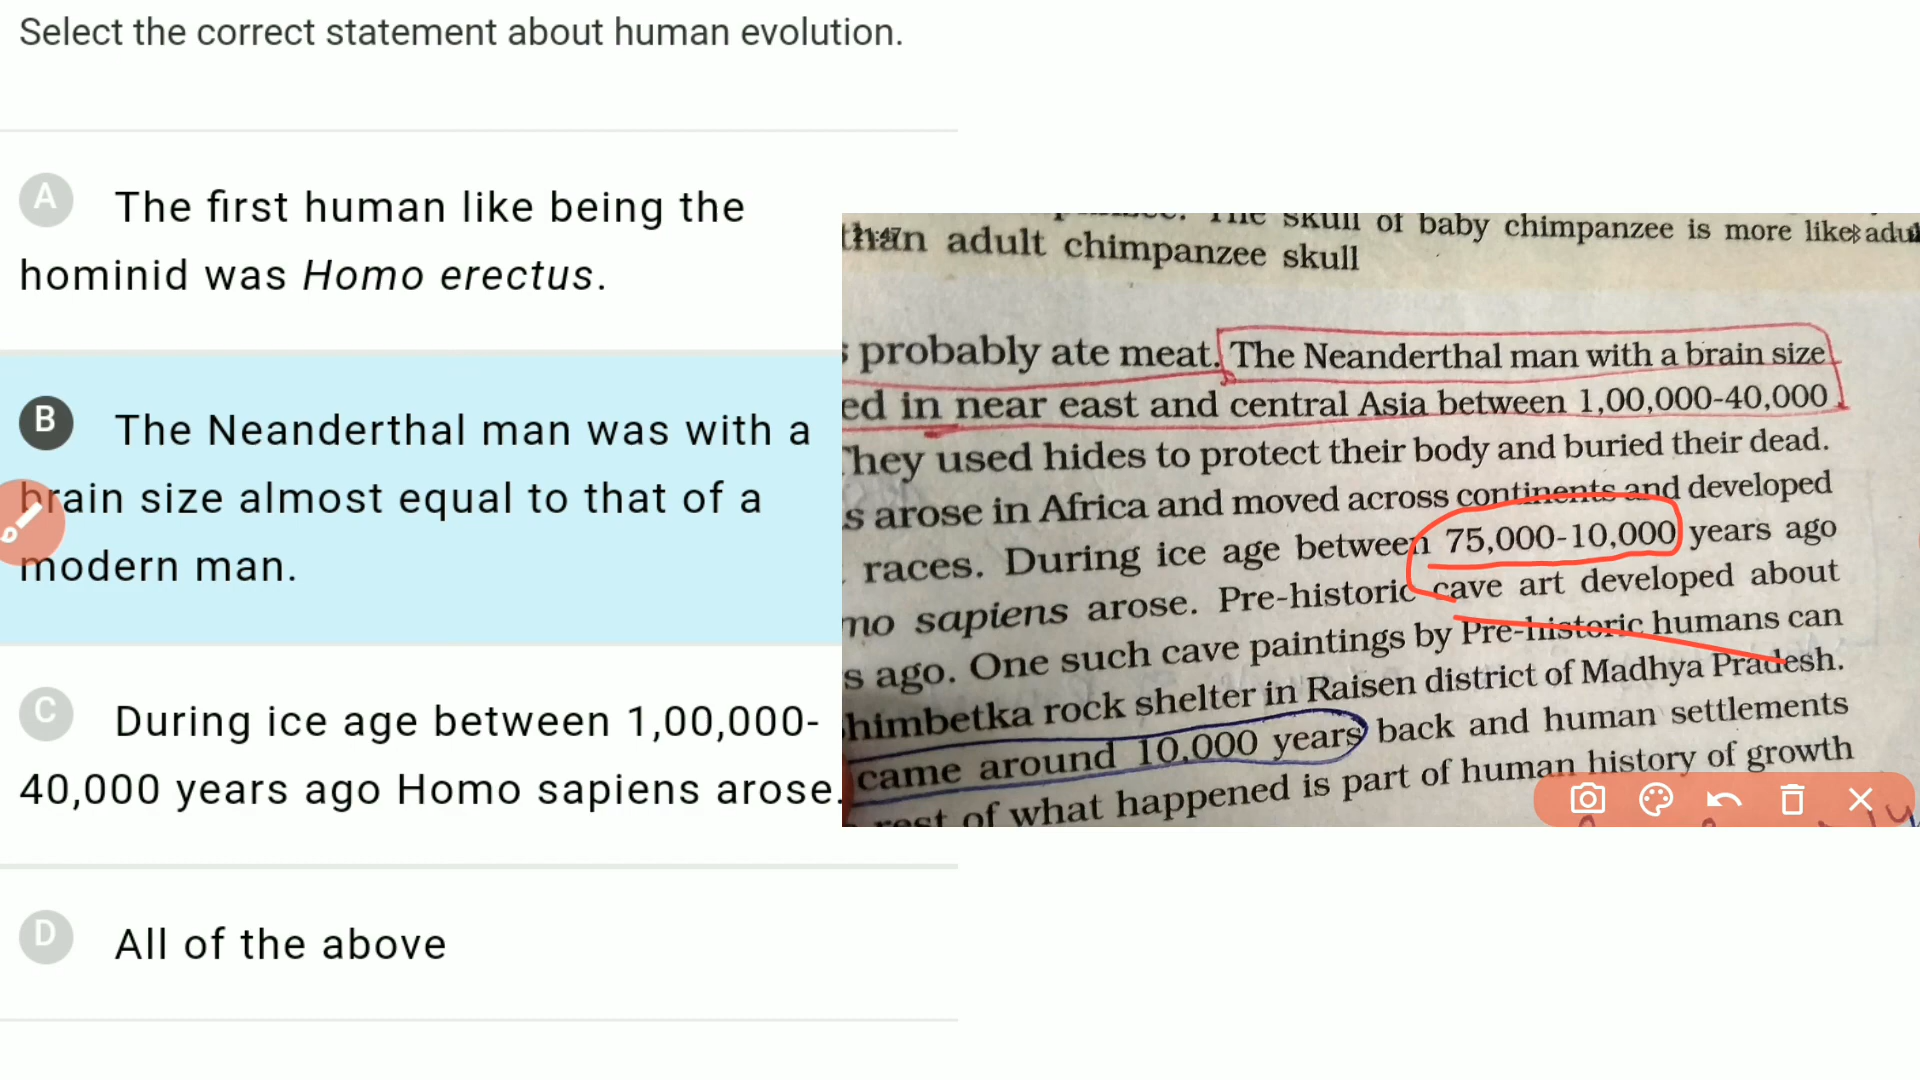 Select the correct statement about human evolution.
A The first human like being the
hominid was Homo erectus.
B The Neanderthal man was with a
brain size almost equal to that of a
modern man.
C During ice age between 1,00,000-
40,000 years ago Homo sapiens arose.
D All of the above
The skull of baby chimpanzee is more like adu
than adult chimpanzee skull
21:47
s probably ate meat. The Neanderthal man with a brain size
ed in near east and central Asia between 1,00,000-40,000
They used hides to protect their body and buried their dead.
s arose in Africa and moved across continents and developed
races. During ice age between 75,000-10,000 years ago
mo sapiens arose. Pre-historic cave art developed about
s ago. One such cave paintings by Pre-historic humans can
himbetka rock shelter in Raisen district of Madhya Pradesh.
came around 10,000 years back and human settlements
rest of what happened is part of human history of growth